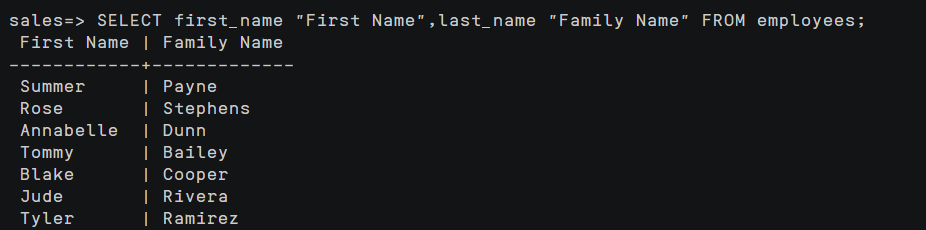 sales=> SELECT first_name "First Name",last_name "Family Name" FROM employees;
 First Name | Family Name
------------+-------------
 Summer     | Payne
 Rose       | Stephens
 Annabelle  | Dunn
 Tommy      | Bailey
 Blake      | Cooper
 Jude       | Rivera
 Tyler      | Ramirez